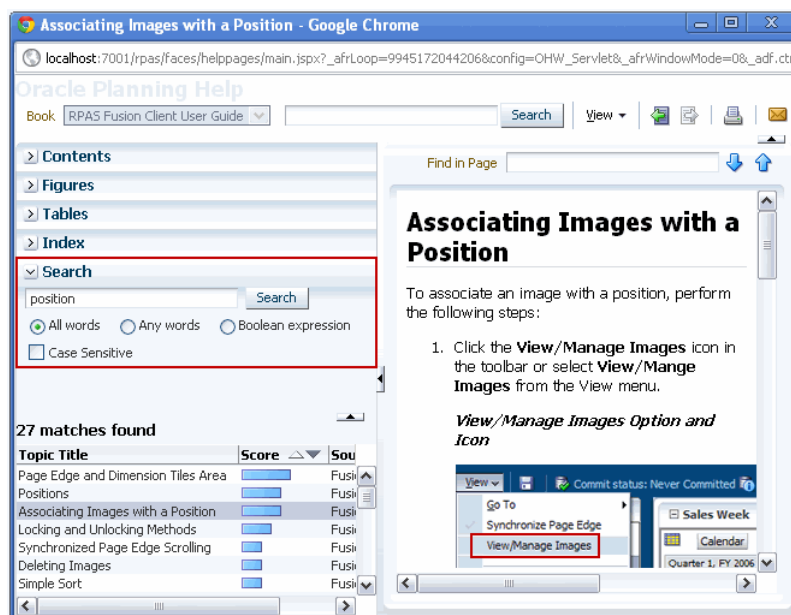 Associating Images with a Position - Google Chrome
localhost:7001/rpas/faces/helppages/main.jspx?_afrLoop=9945172044206&config=OHW_Servlet&_afrWindowMode=0&_adf.ctr
Oracle Planning Help
Book RPAS Fusion Client User Guide Search View
Contents
Figures
Tables
Index
Search
position Search
All words Any words Boolean expression
Case Sensitive
27 matches found
Topic Title Score Sou
Page Edge and Dimension Tiles Area Fusi
Positions Fusi
Associating Images with a Position Fusi
Locking and Unlocking Methods Fusi
Synchronized Page Edge Scrolling Fusi
Deleting Images Fusi
Simple Sort Fusi
Find in Page
Associating Images with a
Position
To associate an image with a position, perform
the following steps:
1. Click the View/Manage Images icon in
the toolbar or select View/Mange
Images from the View menu.
View/Manage Images Option and
Icon
View Commit status: Never Committed
Go To
Synchronize Page Edge
View/Manage Images
Sales Week
Calendar
Quarter 1, FY 2006